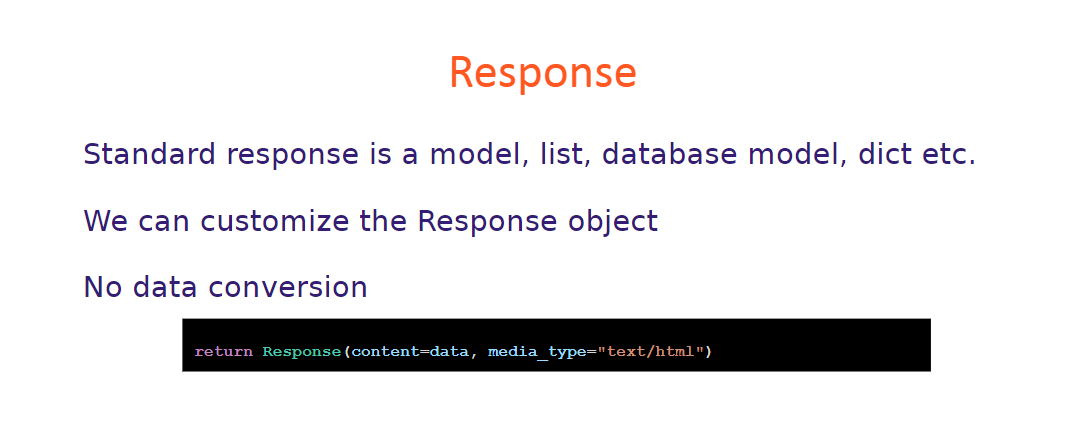 Response
Standard response is a model, list, database model, dict etc.
We can customize the Response object
No data conversion
return Response(content=data, media_type="text/html")